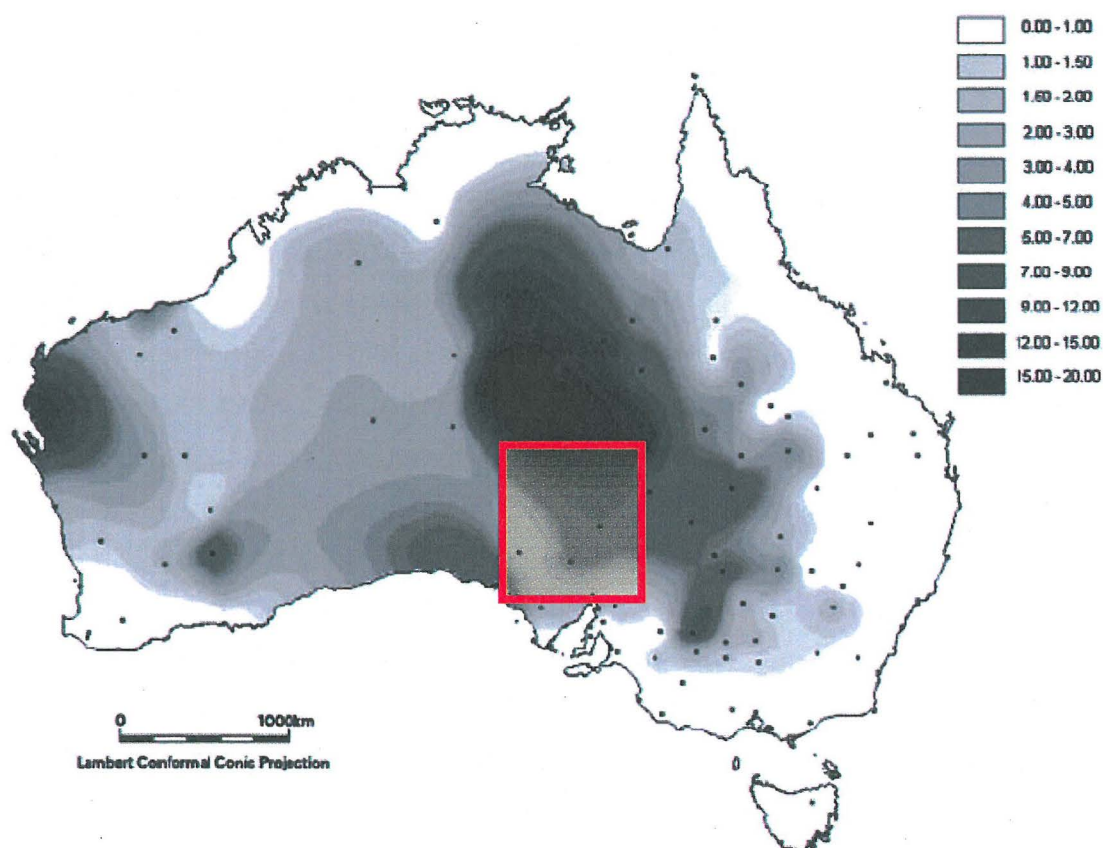 0.00 - 1.00
1.00 - 1.50
1.50 - 2.00
2.00 - 3.00
3.00 - 4.00
4.00 - 5.00
5.00 - 7.00
7.00 - 9.00
9.00 - 12.00
12.00 - 15.00
15.00 - 20.00
0 1000km
Lambert Conformal Conic Projection